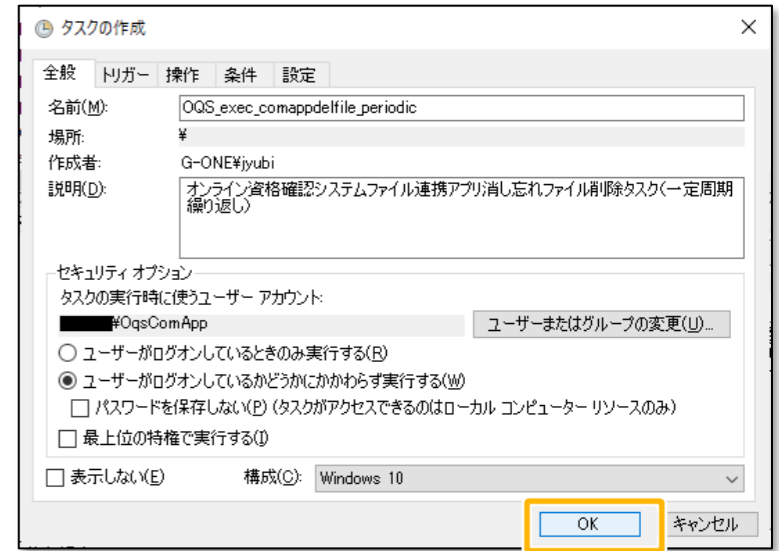 タスクの作成
全般 トリガー 操作 条件 設定
名前(M): OQS_exec_comappdelfile_periodic
場所: ¥
作成者: G-ONE¥jyubi
説明(D): オンライン資格確認システムファイル連携アプリ消し忘れファイル削除タスク(一定周期
繰り返し)
セキュリティ オプション
タスクの実行時に使うユーザー アカウント:
¥OqsComApp ユーザーまたはグループの変更(U)...
ユーザーがログオンしているときのみ実行する(R)
ユーザーがログオンしているかどうかにかかわらず実行する(W)
パスワードを保存しない(P) (タスクがアクセスできるのはローカル コンピューター リソースのみ)
最上位の特権で実行する(I)
表示しない(E) 構成(C): Windows 10
OK キャンセル